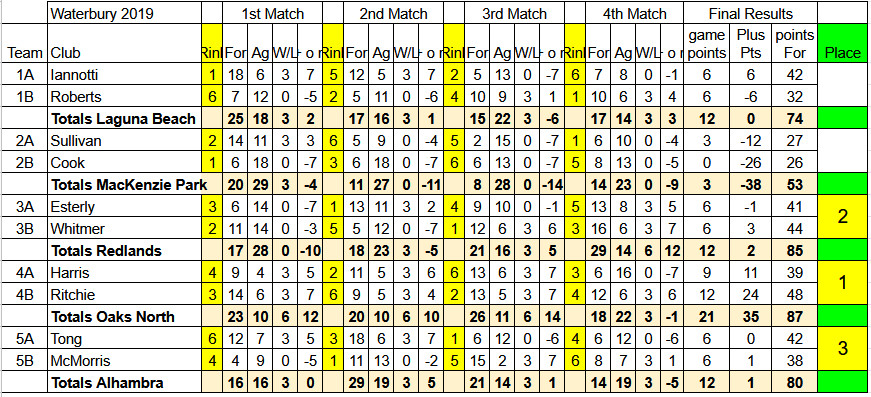 Waterbury 2019 1st Match 2nd Match 3rd Match 4th Match Final Results
game Plus points
Team Club Rin For Ag W/L - o r Rinl For Ag W/L - o r Rinl For Ag W/L - o r Rinl For Ag W/L - o r points Pts For Place
1A Iannotti 1 18 6 3 7 5 12 5 3 7 2 5 13 0 -7 6 7 8 0 -1 6 6 42
1B Roberts 6 7 12 0 -5 2 5 11 0 -6 4 10 9 3 1 1 10 6 3 4 6 -6 32
Totals Laguna Beach 25 18 3 2 17 16 3 1 15 22 3 -6 17 14 3 3 12 0 74
2A Sullivan 2 14 11 3 3 6 5 9 0 -4 5 2 15 0 -7 1 6 10 0 -4 3 -12 27
2B Cook 1 6 18 0 -7 3 6 18 0 -7 6 6 13 0 -7 5 8 13 0 -5 0 -26 26
Totals MacKenzie Park 20 29 3 -4 11 27 0 -11 8 28 0 -14 14 23 0 -9 3 -38 53
3A Esterly 3 6 14 0 -7 1 13 11 3 2 4 9 10 0 -1 5 13 8 3 5 6 -1 41
2
3B Whitmer 2 11 14 0 -3 5 5 12 0 -7 1 12 6 3 6 3 16 6 3 7 6 3 44
Totals Redlands 17 28 0 -10 18 23 3 -5 21 16 3 5 29 14 6 12 12 2 85
4A Harris 4 9 4 3 5 2 11 5 3 6 6 13 6 3 7 3 6 16 0 -7 9 11 39
1
4B Ritchie 3 14 6 3 7 6 9 5 3 4 2 13 5 3 7 4 12 6 3 6 12 24 48
Totals Oaks North 23 10 6 12 20 10 6 10 26 11 6 14 18 22 3 -1 21 35 87
5A Tong 6 12 7 3 5 3 18 6 3 7 1 6 12 0 -6 4 6 12 0 -6 6 0 42
3
5B McMorris 4 4 9 0 -5 1 11 13 0 -2 5 15 2 3 7 6 8 7 3 1 6 1 38
Totals Alhambra 16 16 3 0 29 19 3 5 21 14 3 1 14 19 3 -5 12 1 80